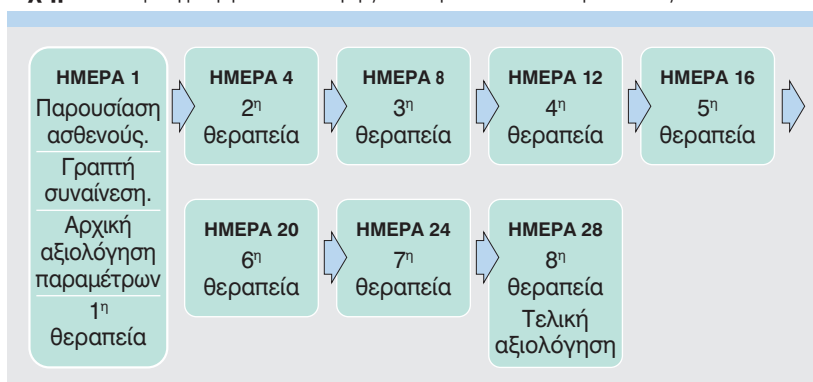 ΗΜΕΡΑ 1
Παρουσίαση
ασθενούς.
Γραπτή
συναίνεση.
Αρχική
αξιολόγηση
παραμέτρων
1η
θεραπεία
ΗΜΕΡΑ 4
2η
θεραπεία
ΗΜΕΡΑ 8
3η
θεραπεία
ΗΜΕΡΑ 12
4η
θεραπεία
ΗΜΕΡΑ 16
5η
θεραπεία
ΗΜΕΡΑ 20
6η
θεραπεία
ΗΜΕΡΑ 24
7η
θεραπεία
ΗΜΕΡΑ 28
8η
θεραπεία
Τελική
αξιολόγηση